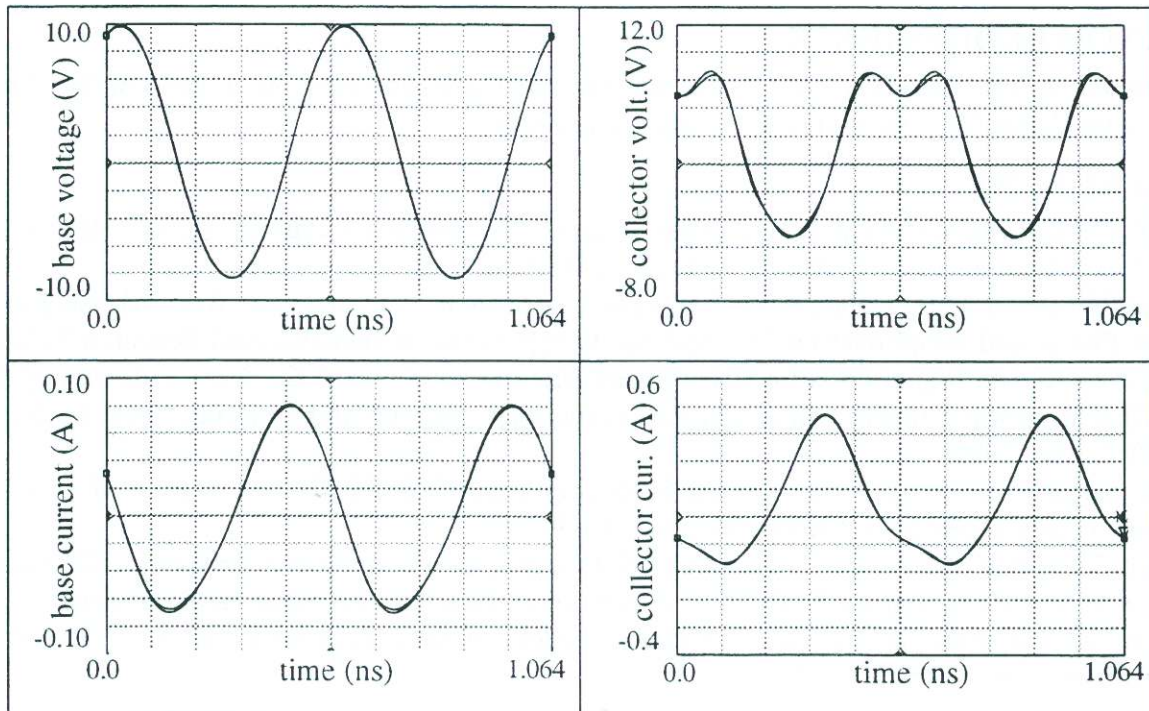 10.0
base voltage (V)
-10.0
0.0
time (ns)
1.064
12.0
collector volt.(V)
-8.0
0.0
time (ns)
1.064
0.10
base current (A)
-0.10
0.0
time (ns)
1.064
0.6
collector cur. (A)
-0.4
0.0
time (ns)
1.064